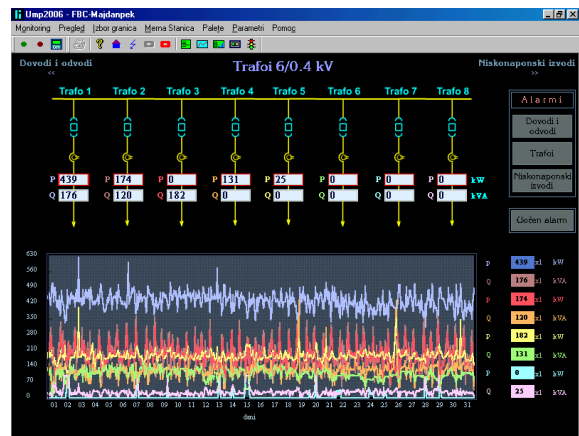 Ump2006 - FBC-Majdanpek
Monitoring Pregled Izbor granica Merna Stanica Palete Parametri Pomoć
Dovodi i odvodi
<<
Trafoi 6/0.4 kV
Niskonaponski izvodi
>>
Trafo 1 Trafo 2 Trafo 3 Trafo 4 Trafo 5 Trafo 6 Trafo 7 Trafo 8
Alarmi
Dovodi i odvodi
Trafoi
Niskonaponski izvodi
Uočen alarm
P 439 P 174 P 0 P 131 P 25 P 0 P 0 P 0 kW
Q 176 Q 120 Q 182 Q 0 Q 0 Q 0 Q 0 Q 0 kVA
630
560
490
420
350
280
210
140
70
0
01 02 03 04 05 06 07 08 09 10 11 12 13 14 15 16 17 18 19 20 21 22 23 24 25 26 27 28 29 30 31
dani
P 439 x1 kW
Q 176 x1 kVA
P 174 x1 kW
Q 120 x1 kVA
P 182 x1 kW
Q 131 x1 kVA
P 0 x1 kW
Q 25 x1 kVA